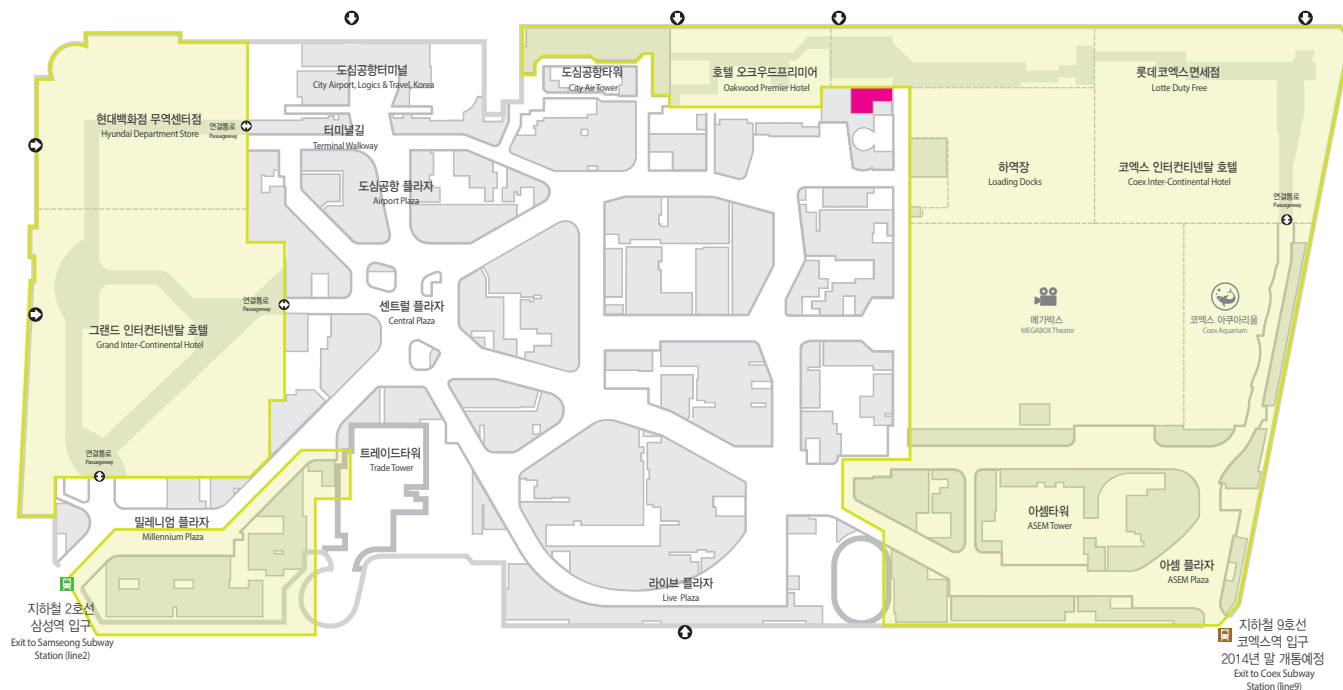 도심공항터미널
City Airport, Logics & Travel, Korea
도심공항타워
City Air Tower
호텔 오크우드프리미어
Oakwood Premier Hotel
롯데코엑스면세점
Lotte Duty Free
현대백화점 무역센터점
Hyundai Department Store
연결통로
Passageway
터미널길
Terminal Walkway
하역장
Loading Docks
코엑스 인터컨티넨탈 호텔
Coex Inter-Continental Hotel
도심공항 플라자
Airport Plaza
연결통로
Passageway
연결통로
Passageway
센트럴 플라자
Central Plaza
메가박스
MEGABOX Theater
코엑스 아쿠아리움
Coex Aquarium
그랜드 인터컨티넨탈 호텔
Grand Inter-Continental Hotel
연결통로
Passageway
트레이드타워
Trade Tower
밀레니엄 플라자
Millennium Plaza
아셈타워
ASEM Tower
아셈 플라자
ASEM Plaza
라이브 플라자
Live Plaza
지하철 2호선
삼성역 입구
Exit to Samseong Subway
Station (line2)
지하철 9호선
코엑스역 입구
2014년 말 개통예정
Exit to Coex Subway
Station (line9)